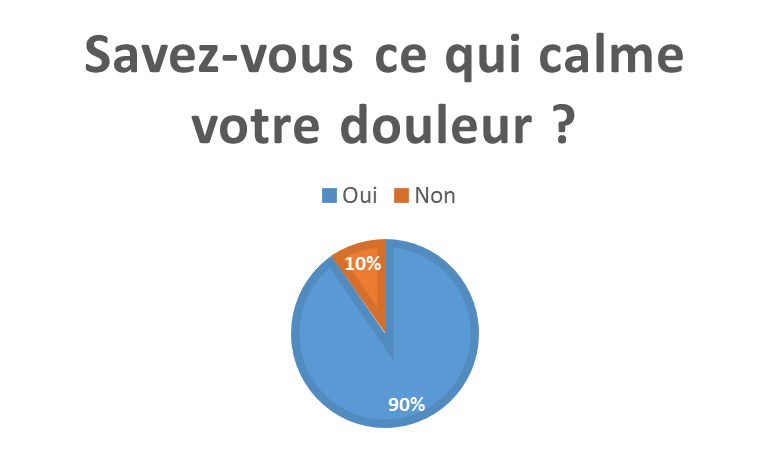 Savez-vous ce qui calme
votre douleur ?
Oui Non
10%
90%